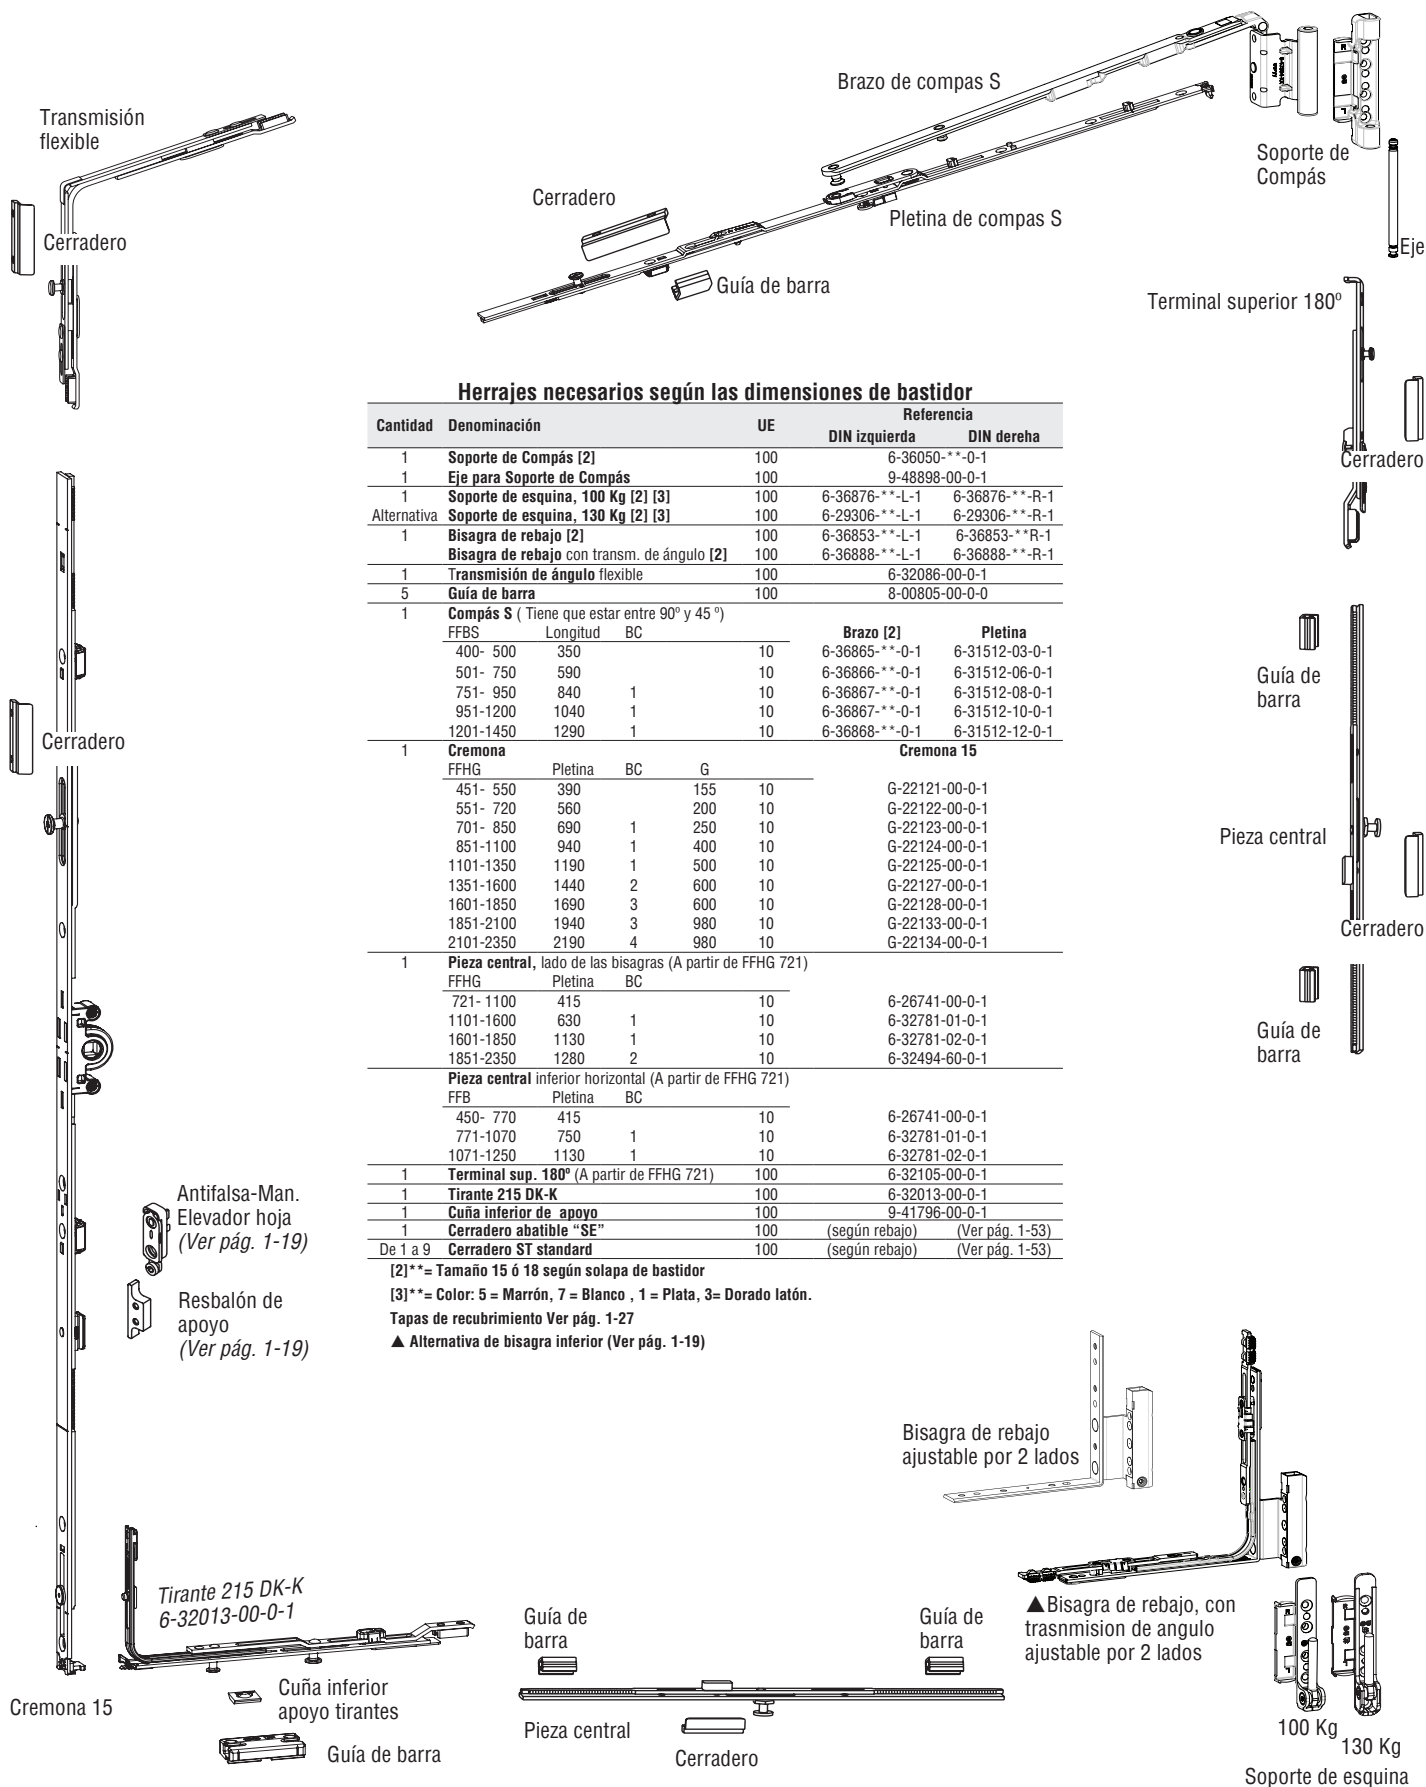 Transmisión
flexible
Cerradero
Brazo de compas S
Soporte de
Compás
Cerradero
Pletina de compas S
Guía de barra
Eje
Terminal superior 180º
Cerradero
Herrajes necesarios según las dimensiones de bastidor
Cantidad Denominación UE Referencia
DIN izquierda DIN dereha
1 Soporte de Compás [2] 100 6-36050-**-0-1
1 Eje para Soporte de Compás 100 9-48898-00-0-1
1 Soporte de esquina, 100 Kg [2] [3] 100 6-36876-**-L-1 6-36876-**-R-1
Alternativa Soporte de esquina, 130 Kg [2] [3] 100 6-29306-**-L-1 6-29306-**-R-1
1 Bisagra de rebajo [2] 100 6-36853-**-L-1 6-36853-**R-1
Bisagra de rebajo con transm. de ángulo [2] 100 6-36888-**-L-1 6-36888-**-R-1
1 Transmisión de ángulo flexible 100 6-32086-00-0-1
5 Guía de barra 100 8-00805-00-0-0
1 Compás S ( Tiene que estar entre 90º y 45 º)
FFBS Longitud BC Brazo [2] Pletina
400- 500 350 10 6-36865-**-0-1 6-31512-03-0-1
501- 750 590 10 6-36866-**-0-1 6-31512-06-0-1
751- 950 840 1 10 6-36867-**-0-1 6-31512-08-0-1
951-1200 1040 1 10 6-36867-**-0-1 6-31512-10-0-1
1201-1450 1290 1 10 6-36868-**-0-1 6-31512-12-0-1
1 Cremona Cremona 15
FFHG Pletina BC G
451- 550 390 155 10 G-22121-00-0-1
551- 720 560 200 10 G-22122-00-0-1
701- 850 690 1 250 10 G-22123-00-0-1
851-1100 940 1 400 10 G-22124-00-0-1
1101-1350 1190 1 500 10 G-22125-00-0-1
1351-1600 1440 2 600 10 G-22127-00-0-1
1601-1850 1690 3 600 10 G-22128-00-0-1
1851-2100 1940 3 980 10 G-22133-00-0-1
2101-2350 2190 4 980 10 G-22134-00-0-1
1 Pieza central, lado de las bisagras (A partir de FFHG 721)
FFHG Pletina BC
721- 1100 415 10 6-26741-00-0-1
1101-1600 630 1 10 6-32781-01-0-1
1601-1850 1130 1 10 6-32781-02-0-1
1851-2350 1280 2 10 6-32494-60-0-1
Pieza central inferior horizontal (A partir de FFHG 721)
FFB Pletina BC
450- 770 415 10 6-26741-00-0-1
771-1070 750 1 10 6-32781-01-0-1
1071-1250 1130 1 10 6-32781-02-0-1
1 Terminal sup. 180º (A partir de FFHG 721) 100 6-32105-00-0-1
1 Tirante 215 DK-K 100 6-32013-00-0-1
1 Cuña inferior de apoyo 100 9-41796-00-0-1
1 Cerradero abatible “SE” 100 (según rebajo) (Ver pág. 1-53)
De 1 a 9 Cerradero ST standard 100 (según rebajo) (Ver pág. 1-53)
[2]**= Tamaño 15 ó 18 según solapa de bastidor
[3]**= Color: 5 = Marrón, 7 = Blanco , 1 = Plata, 3= Dorado latón.
Tapas de recubrimiento Ver pág. 1-27
▲ Alternativa de bisagra inferior (Ver pág. 1-19)
Cerradero
Guía de
barra
Pieza central
Cerradero
Guía de
barra
Antifalsa-Man.
Elevador hoja
(Ver pág. 1-19)
Resbalón de
apoyo
(Ver pág. 1-19)
Bisagra de rebajo
ajustable por 2 lados
Tirante 215 DK-K
6-32013-00-0-1
▲Bisagra de rebajo, con
trasnmision de angulo
ajustable por 2 lados
Guía de
barra
Guía de
barra
Cremona 15
Cuña inferior
apoyo tirantes
Guía de barra
Pieza central
Cerradero
100 Kg
130 Kg
Soporte de esquina